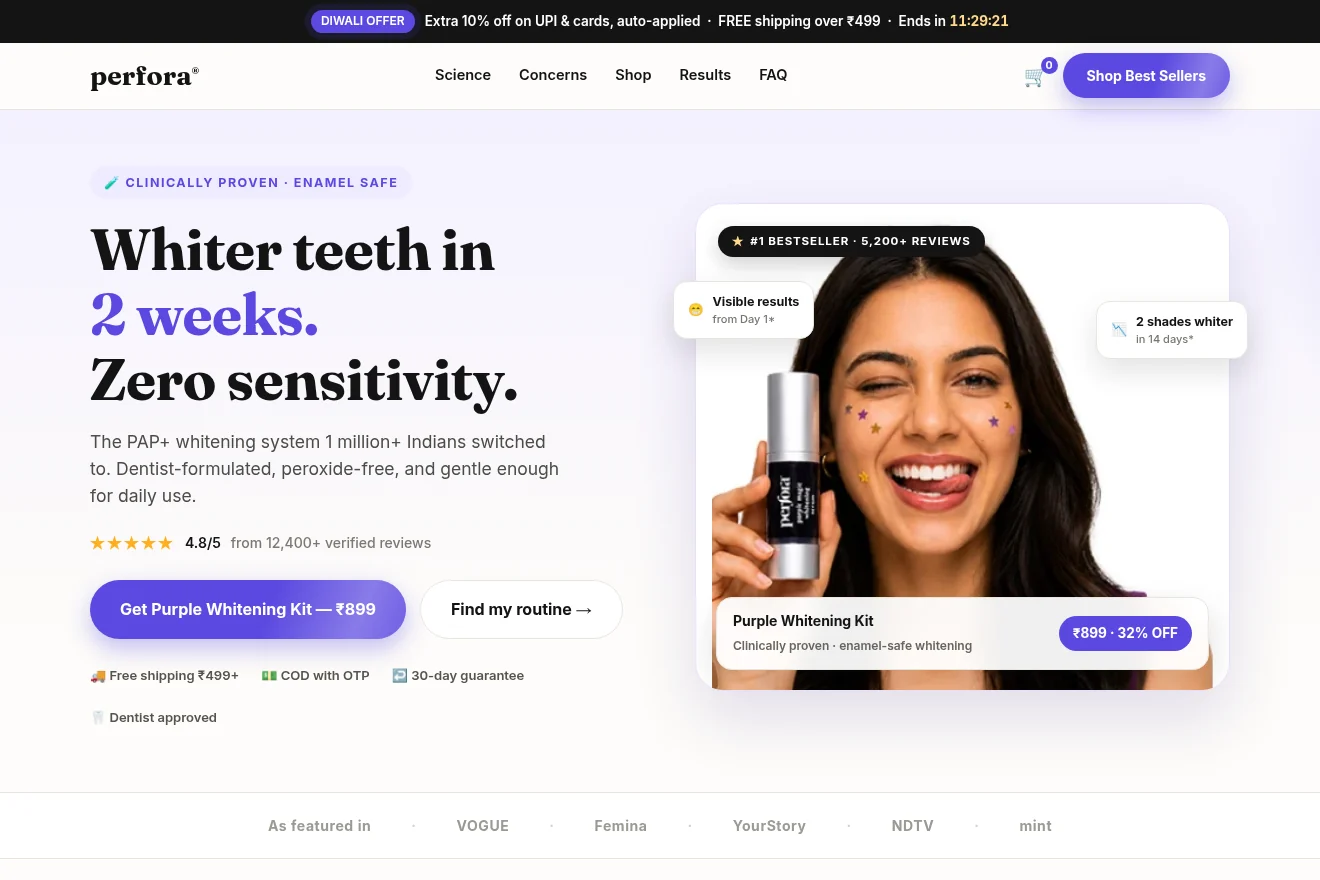 DIWALI OFFER Extra 10% off on UPI & cards, auto-applied · FREE shipping over ₹499 · Ends in 11:29:21
perfora®
Science Concerns Shop Results FAQ
0
Shop Best Sellers
CLINICALLY PROVEN · ENAMEL SAFE
Whiter teeth in
2 weeks.
Zero sensitivity.
The PAP+ whitening system 1 million+ Indians switched
to. Dentist-formulated, peroxide-free, and gentle enough
for daily use.
★★★★★ 4.8/5 from 12,400+ verified reviews
Get Purple Whitening Kit — ₹899
Find my routine →
Free shipping ₹499+ COD with OTP 30-day guarantee
Dentist approved
★ #1 BESTSELLER · 5,200+ REVIEWS
Visible results
from Day 1*
2 shades whiter
in 14 days*
perfora
purple magic
whitening
serum
Purple Whitening Kit
Clinically proven · enamel-safe whitening
₹899 · 32% OFF
As featured in · VOGUE · Femina · YourStory · NDTV · mint